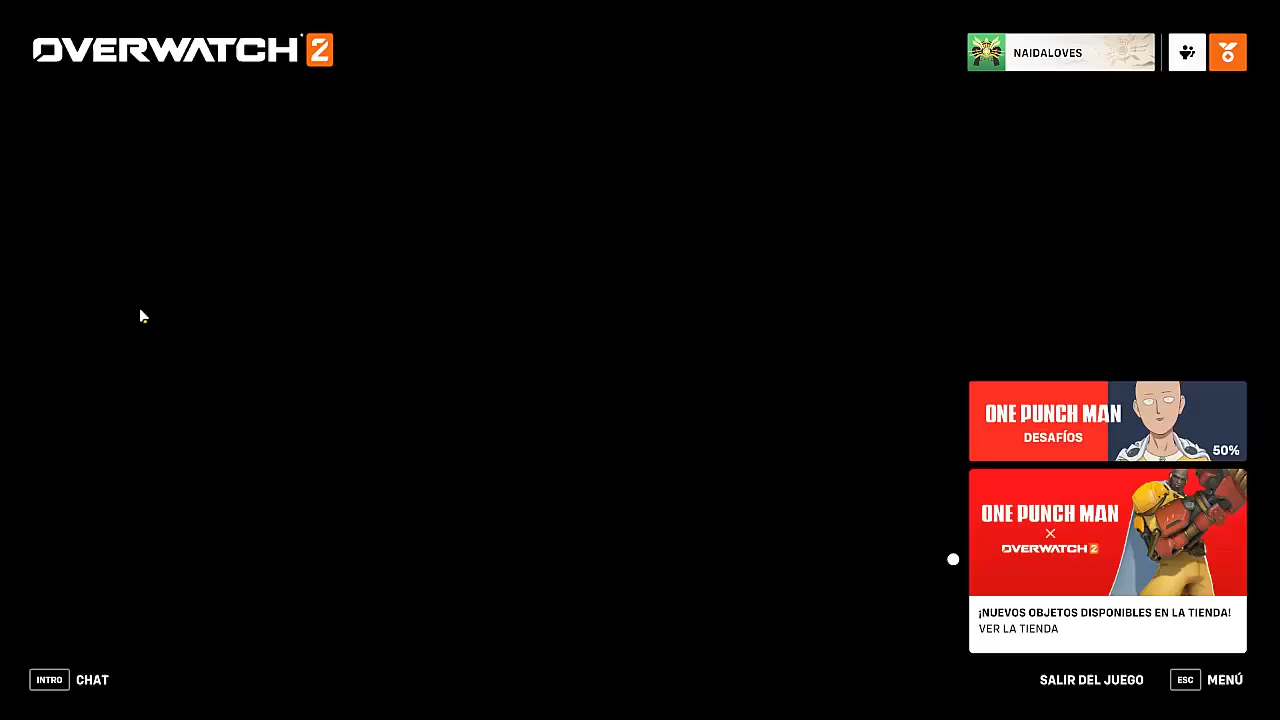 OVERWATCH 2
NAIDALOVES
ONE PUNCH MAN
DESAFÍOS
50%
ONE PUNCH MAN
×
OVERWATCH 2
¡NUEVOS OBJETOS DISPONIBLES EN LA TIENDA!
VER LA TIENDA
INTRO CHAT
SALIR DEL JUEGO
ESC MENÚ